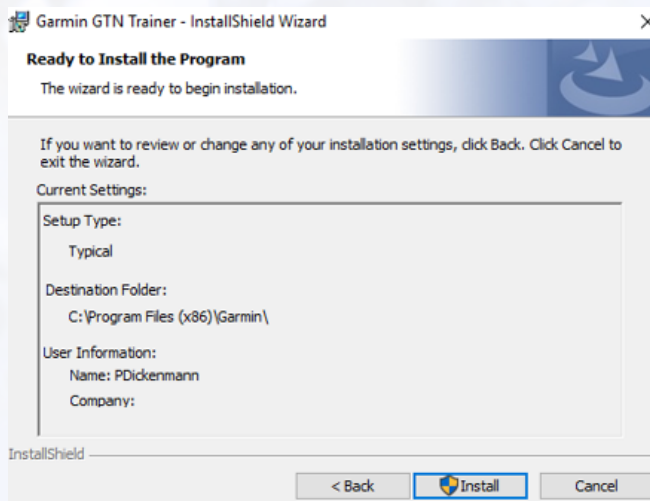 Garmin GTN Trainer - InstallShield Wizard
Ready to Install the Program
The wizard is ready to begin installation.
If you want to review or change any of your installation settings, click Back. Click Cancel to
exit the wizard.
Current Settings:
Setup Type:
Typical
Destination Folder:
C:\Program Files (x86)\Garmin\
User Information:
Name: PDickenmann
Company:
InstallShield
< Back
Install
Cancel